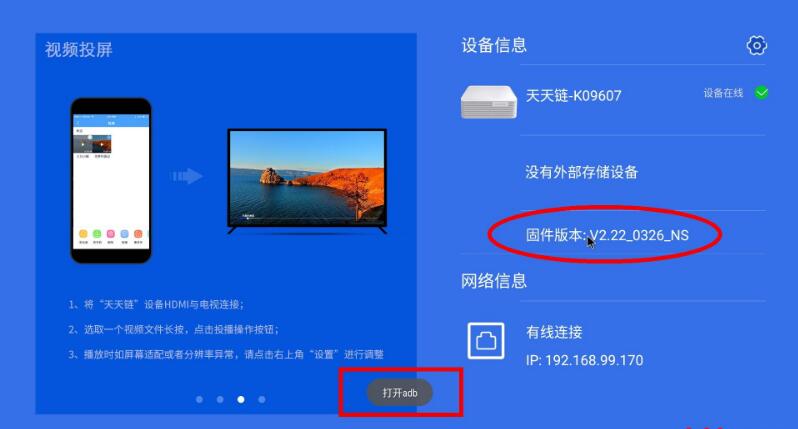 视频投屏
1、将“天天链”设备HDMI与电视连接；
2、选取一个视频文件长按，点击投播操作按钮；
3、播放时如屏幕适配或者分辨率异常，请点击右上角“设置”进行调整
打开adb
设备信息
天天链-K09607
设备在线
没有外部存储设备
固件版本: V2.22_0326_NS
网络信息
有线连接
IP: 192.168.99.170